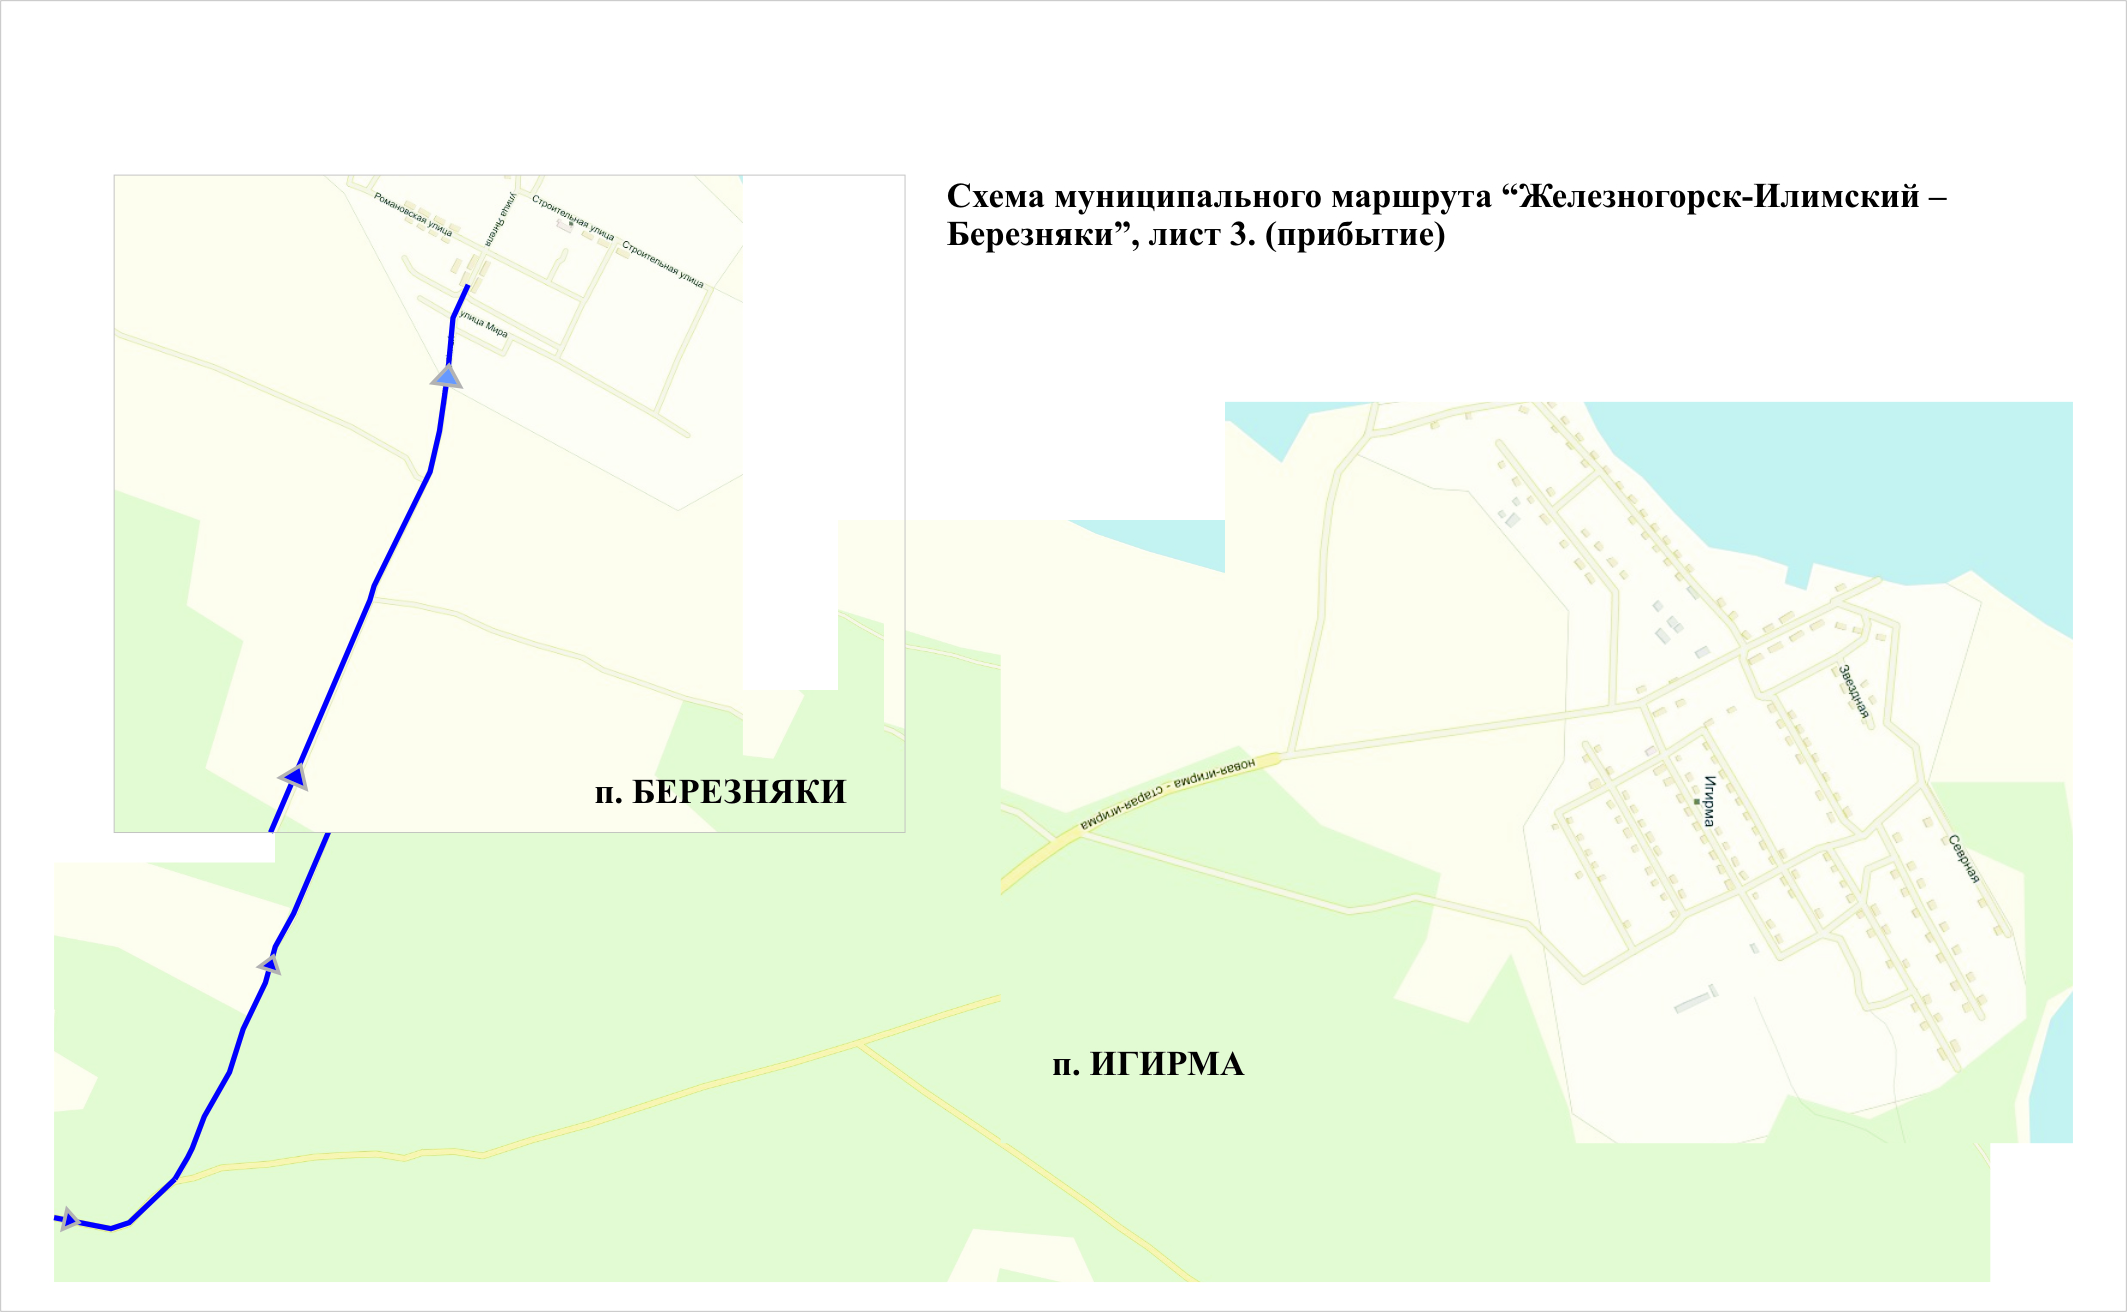 Схема муниципального маршрута “Железногорск-Илимский –
Березняки”, лист 3. (прибытие)
Романовская улица
улица Янгеля
Строительная улица
Строительная улица
улица Мира
п. БЕРЕЗНЯКИ
новая-игирма - старая-игирма
Звездная
Игирма
Севрная
п. ИГИРМА